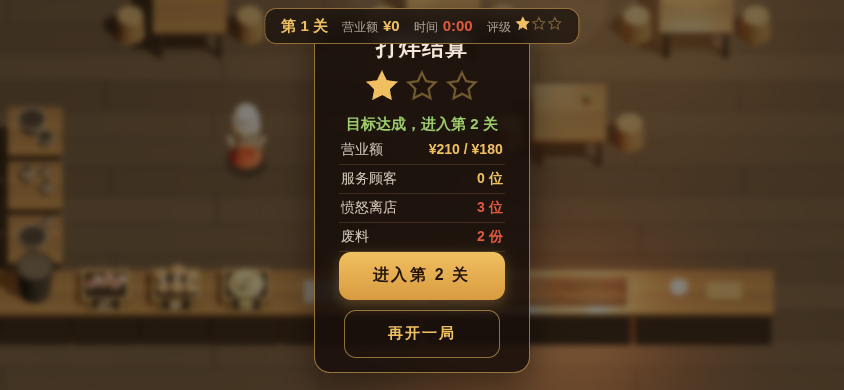 第 1 关 营业额 ¥0 时间 0:00 评级
打烊结算
目标达成，进入第 2 关
营业额 ¥210 / ¥180
服务顾客 0 位
愤怒离店 3 位
废料 2 份
进入第 2 关
再开一局